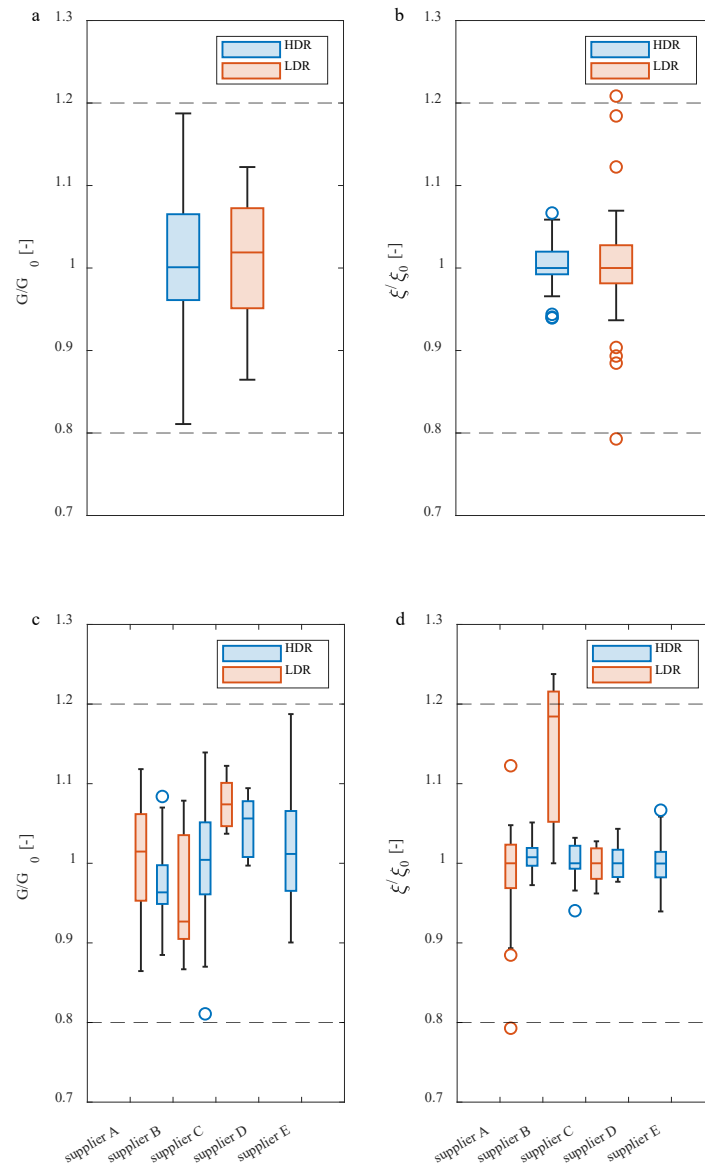 a
1.3
1.2
1.1
1
0.9
0.8
0.7
G/G 0 [-]
HDR
LDR
b
1.3
1.2
1.1
1
0.9
0.8
0.7
ξ/ξ0 [-]
HDR
LDR
c
1.3
1.2
1.1
1
0.9
0.8
0.7
G/G 0 [-]
HDR
LDR
supplier A
supplier B
supplier C
supplier D
supplier E
d
1.3
1.2
1.1
1
0.9
0.8
0.7
ξ/ξ0 [-]
HDR
LDR
supplier A
supplier B
supplier C
supplier D
supplier E